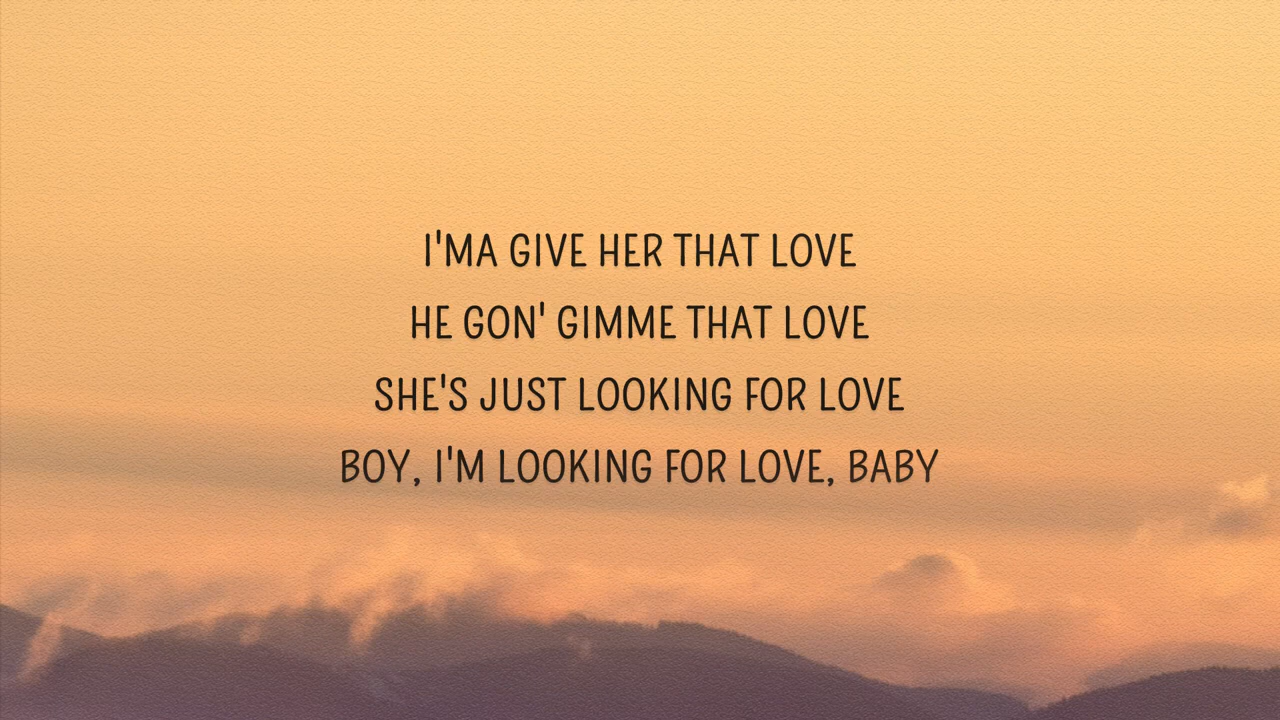 I'MA GIVE HER THAT LOVE
HE GON' GIMME THAT LOVE
SHE'S JUST LOOKING FOR LOVE
BOY, I'M LOOKING FOR LOVE, BABY